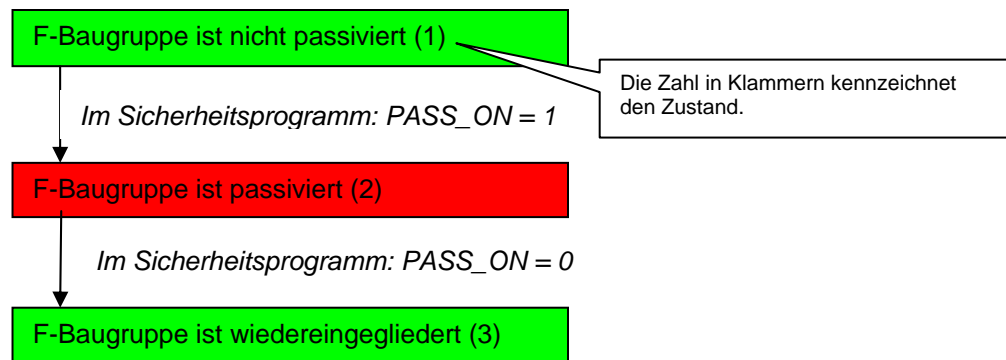 F-Baugruppe ist nicht passiviert (1)
Die Zahl in Klammern kennzeichnet
den Zustand.
Im Sicherheitsprogramm: PASS_ON = 1
F-Baugruppe ist passiviert (2)
Im Sicherheitsprogramm: PASS_ON = 0
F-Baugruppe ist wiedereingegliedert (3)